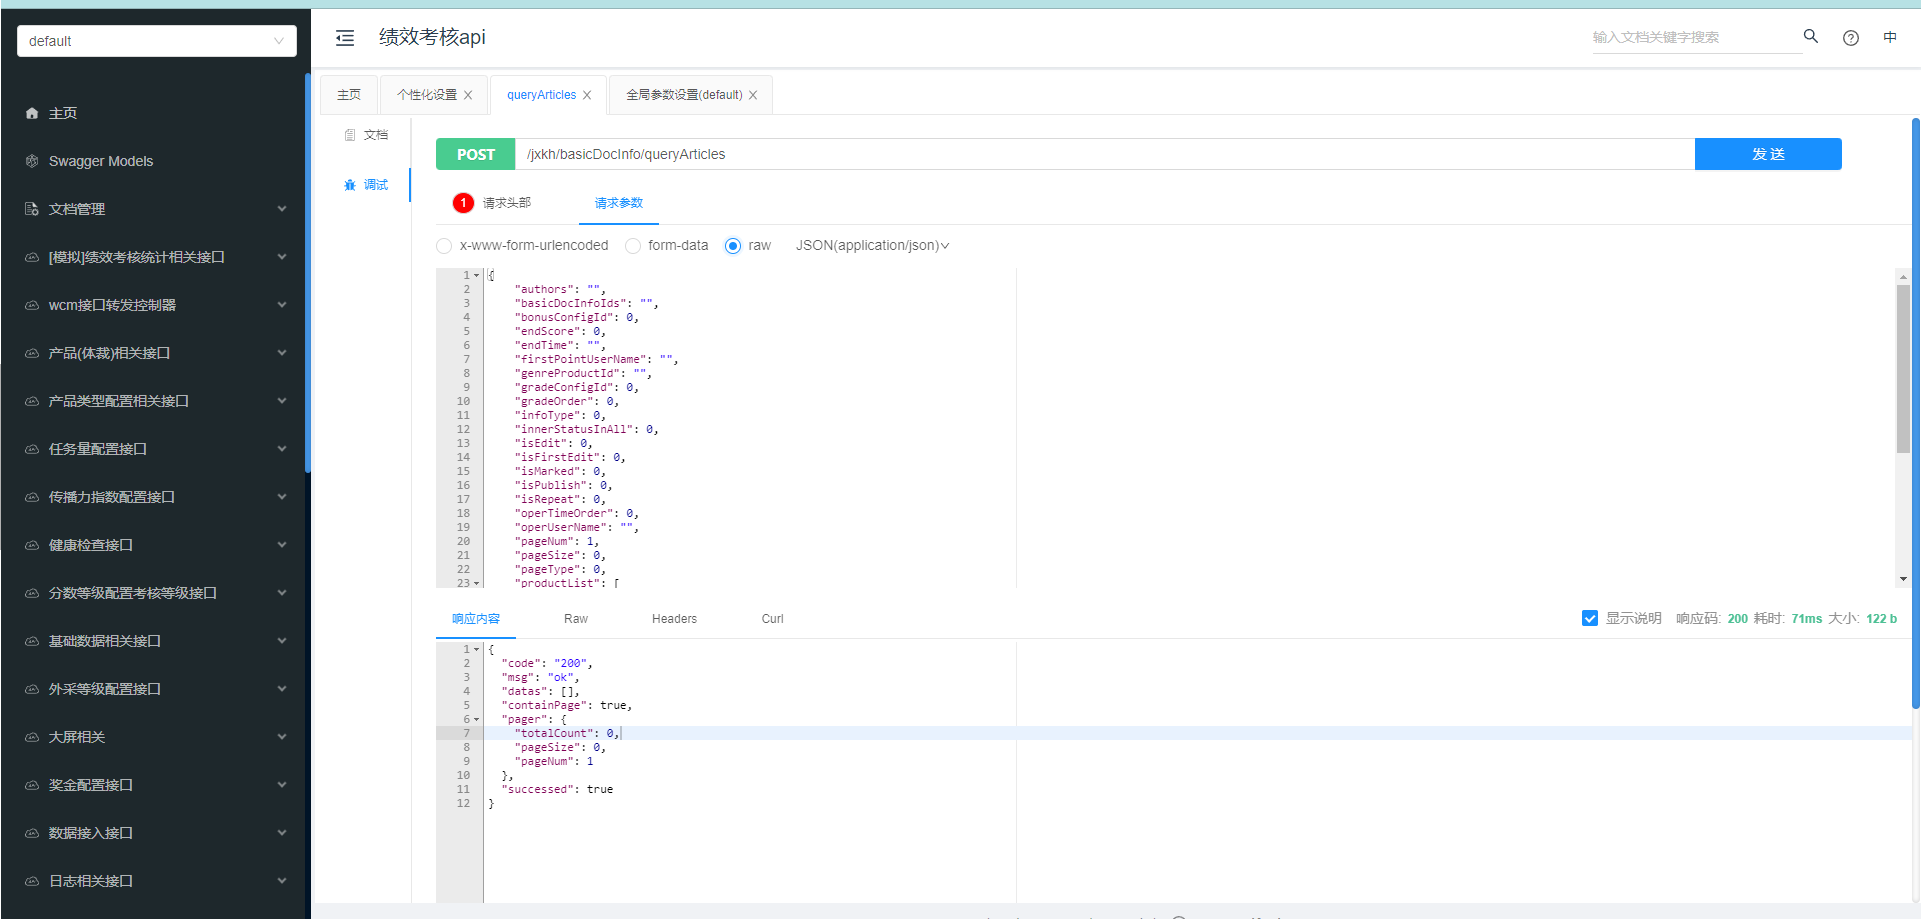 default
绩效考核api
输入文档关键字搜索
中
主页
Swagger Models
文档管理
[模拟]绩效考核统计相关接口
wcm接口转发控制器
产品(体裁)相关接口
产品类型配置相关接口
任务量配置接口
传播力指数配置接口
健康检查接口
分数等级配置考核等级接口
基础数据相关接口
外采等级配置接口
大屏相关
奖金配置接口
数据接入接口
日志相关接口
主页 个性化设置 queryArticles 全局参数设置(default)
文档
调试
POST /jxkh/basicDocInfo/queryArticles 发 送
1 请求头部 请求参数
x-www-form-urlencoded form-data raw JSON(application/json)
1 {
2 "authors": "",
3 "basicDocInfoIds": "",
4 "bonusConfigId": 0,
5 "endScore": 0,
6 "endTime": "",
7 "firstPointUserName": "",
8 "genreProductId": "",
9 "gradeConfigId": 0,
10 "gradeOrder": 0,
11 "infoType": 0,
12 "innerStatusInAll": 0,
13 "isEdit": 0,
14 "isFirstEdit": 0,
15 "isMarked": 0,
16 "isPublish": 0,
17 "isRepeat": 0,
18 "operTimeOrder": 0,
19 "operUserName": "",
20 "pageNum": 1,
21 "pageSize": 0,
22 "pageType": 0,
23 "productList": [
响应内容 Raw Headers Curl 显示说明 响应码: 200 耗时: 71ms 大小: 122 b
1 {
2 "code": "200",
3 "msg": "ok",
4 "datas": [],
5 "containPage": true,
6 "pager": {
7 "totalCount": 0,
8 "pageSize": 0,
9 "pageNum": 1
10 },
11 "successed": true
12 }